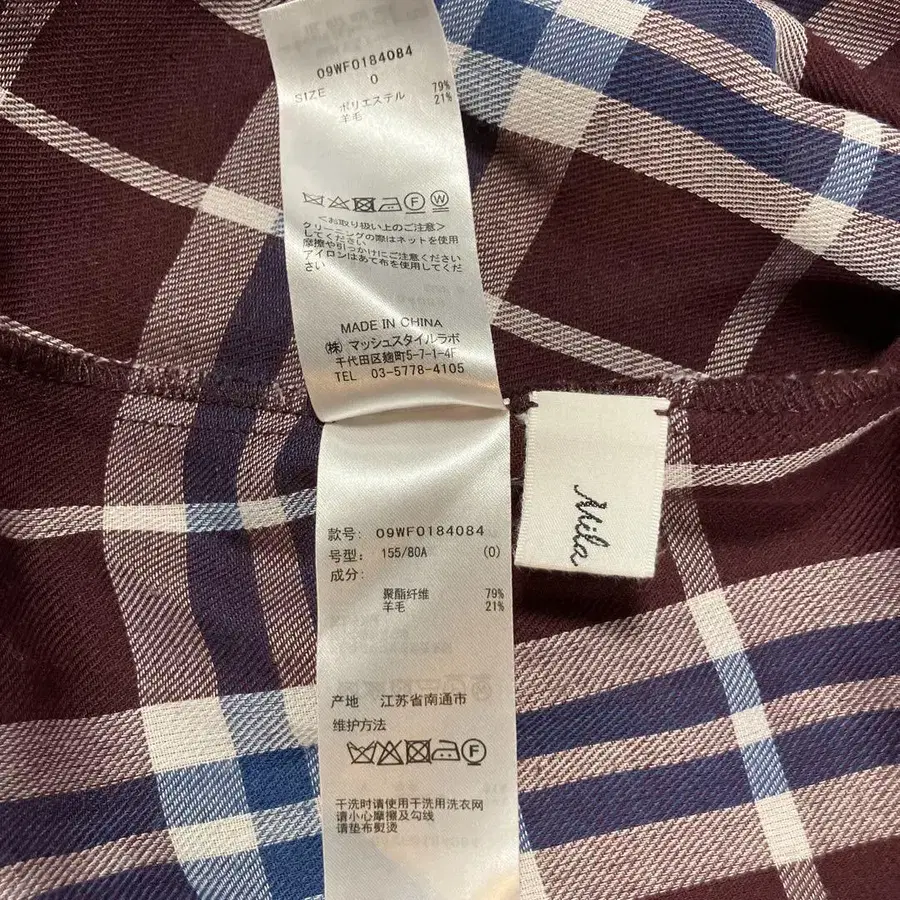 09WF0184084
SIZE 0
ポリエステル 79%
羊毛 21%
F W
<お取り扱い上のご注意>
クリーニングの際はネットを使用
してください
摩擦や引っかけにご注意ください
アイロンはあて布を使用してくだ
さい
MADE IN CHINA
(株)マッシュスタイルラボ
千代田区麹町5-7-1-4F
TEL 03-5778-4105
Mila
款号: 09WF0184084
号型: 155/80A (0)
成分:
聚酯纤维 79%
羊毛 21%
产地 江苏省南通市
维护方法
F
干洗时请使用干洗用洗衣网
请小心摩擦及勾线
请垫布熨烫